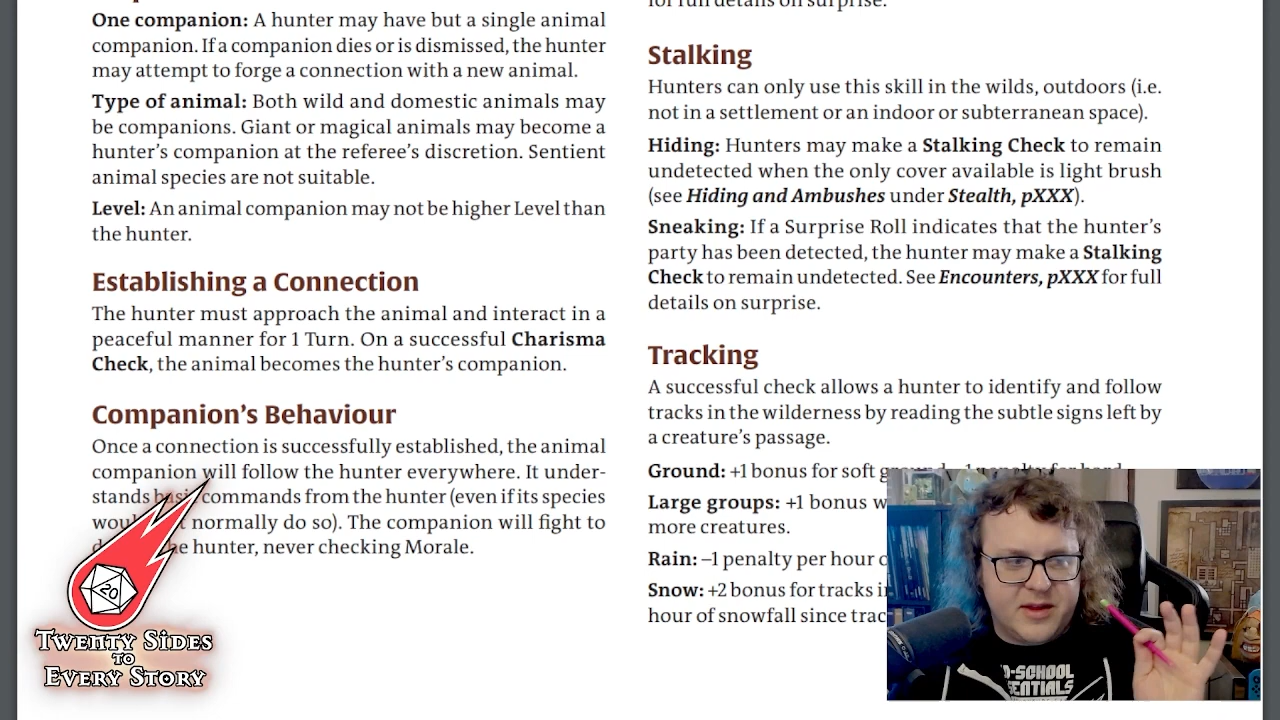 One companion: A hunter may have but a single animal
companion. If a companion dies or is dismissed, the hunter
may attempt to forge a connection with a new animal.
Type of animal: Both wild and domestic animals may
be companions. Giant or magical animals may become a
hunter's companion at the referee's discretion. Sentient
animal species are not suitable.
Level: An animal companion may not be higher Level than
the hunter.
Establishing a Connection
The hunter must approach the animal and interact in a
peaceful manner for 1 Turn. On a successful Charisma
Check, the animal becomes the hunter's companion.
Companion's Behaviour
Once a connection is successfully established, the animal
companion will follow the hunter everywhere. It under-
stands basic commands from the hunter (even if its species
normally do so). The companion will fight to
hunter, never checking Morale.
for full details on surprise.
Stalking
Hunters can only use this skill in the wilds, outdoors (i.e.
not in a settlement or an indoor or subterranean space).
Hiding: Hunters may make a Stalking Check to remain
undetected when the only cover available is light brush
(see Hiding and Ambushes under Stealth, pXXX).
Sneaking: If a Surprise Roll indicates that the hunter's
party has been detected, the hunter may make a Stalking
Check to remain undetected. See Encounters, pXXX for full
details on surprise.
Tracking
A successful check allows a hunter to identify and follow
tracks in the wilderness by reading the subtle signs left by
a creature's passage.
Ground: +1 bonus for soft ground, –1 penalty for hard
Large groups: +1 bonus
more creatures.
Rain: –1 penalty per hour
Snow: +2 bonus for tracks
hour of snowfall since
20
Twenty Sides
to
Every Story